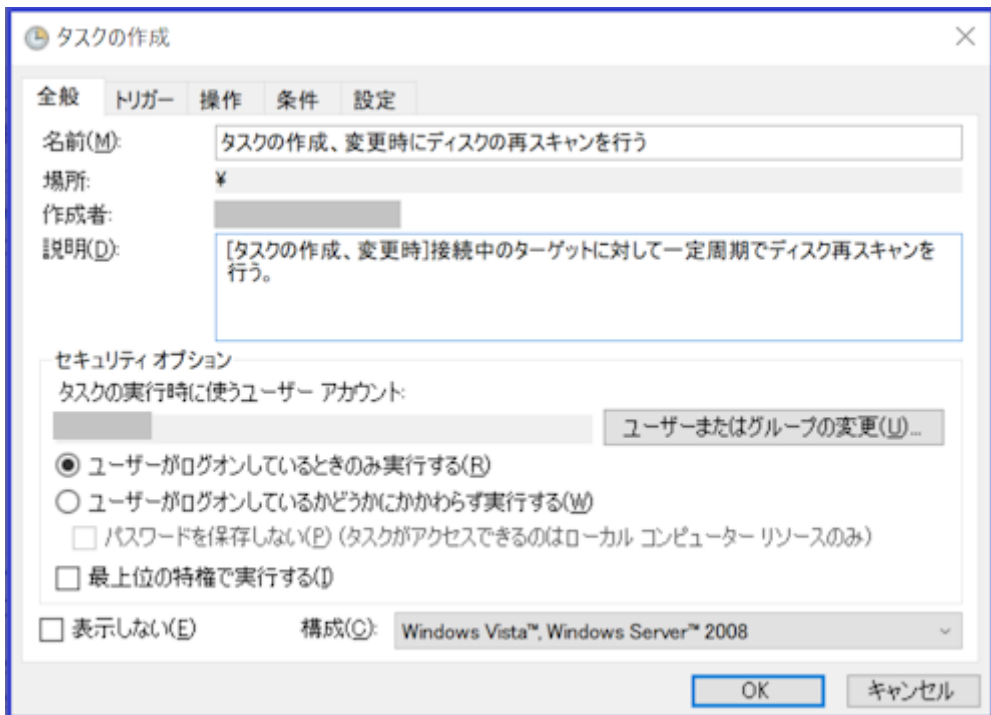 タスクの作成
全般 トリガー 操作 条件 設定
名前(M): タスクの作成、変更時にディスクの再スキャンを行う
場所: ¥
作成者:
説明(D): [タスクの作成、変更時]接続中のターゲットに対して一定周期でディスク再スキャンを
行う。
セキュリティ オプション
タスクの実行時に使うユーザー アカウント:
ユーザーまたはグループの変更(U)...
ユーザーがログオンしているときのみ実行する(R)
ユーザーがログオンしているかどうかにかかわらず実行する(W)
パスワードを保存しない(P) (タスクがアクセスできるのはローカル コンピューター リソースのみ)
最上位の特権で実行する(I)
表示しない(E) 構成(C): Windows Vista™, Windows Server™ 2008
OK キャンセル